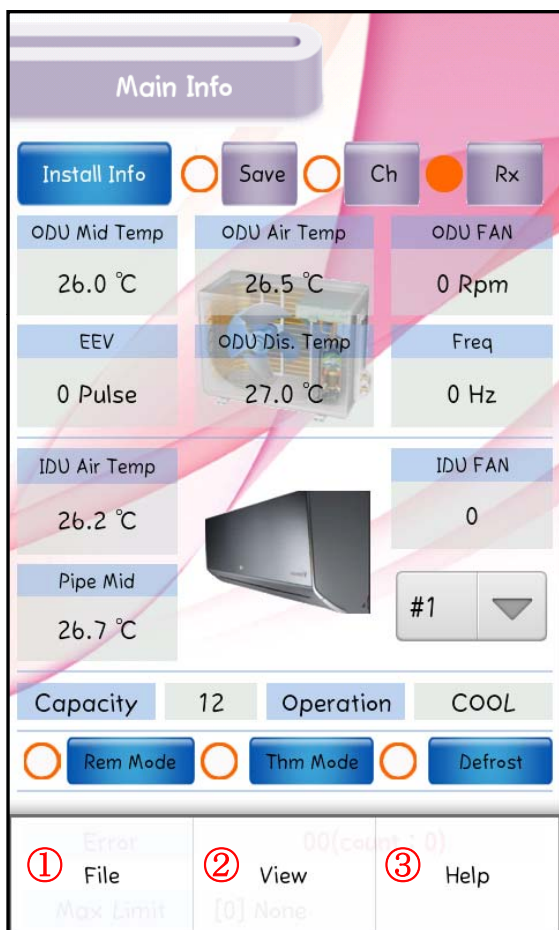 Main Info
Install Info Save Ch Rx
ODU Mid Temp ODU Air Temp ODU FAN
26.0 ℃ 26.5 ℃ 0 Rpm
EEV ODU Dis. Temp Freq
0 Pulse 27.0 ℃ 0 Hz
IDU Air Temp IDU FAN
26.2 ℃ 0
Pipe Mid
26.7 ℃ #1
Capacity 12 Operation COOL
Rem Mode Thm Mode Defrost
Error 00(count : 0)
① File ② View ③ Help
Max Limit [0] None